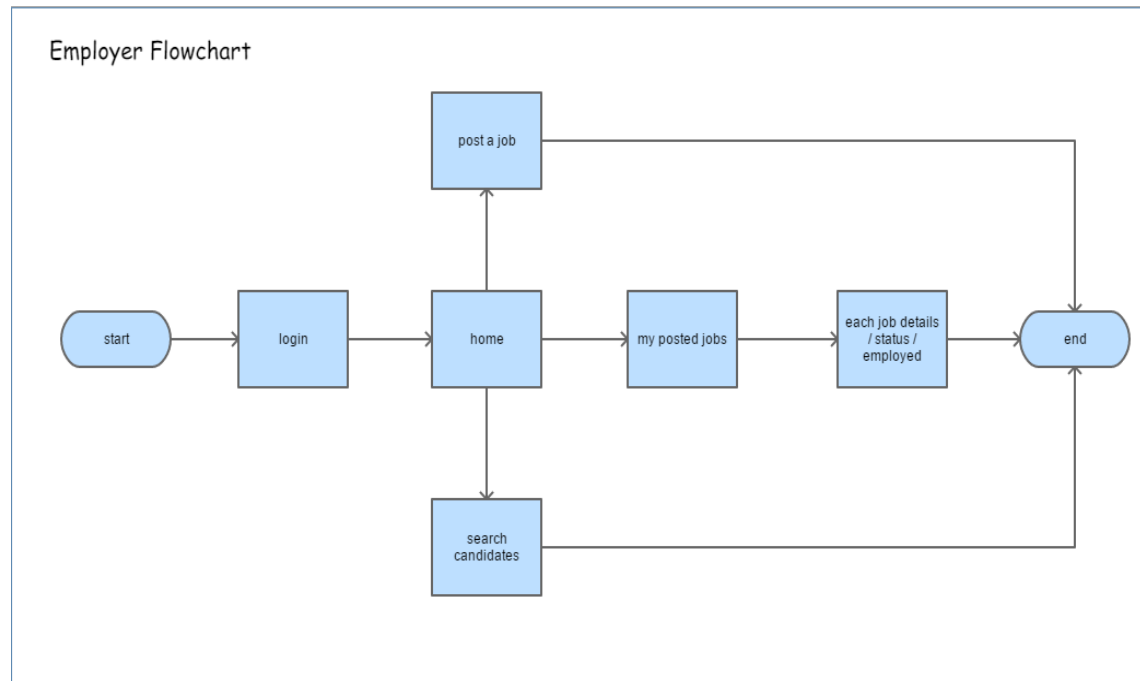 Employer Flowchart
post a job
start
login
home
my posted jobs
each job details
/ status /
employed
end
search
candidates